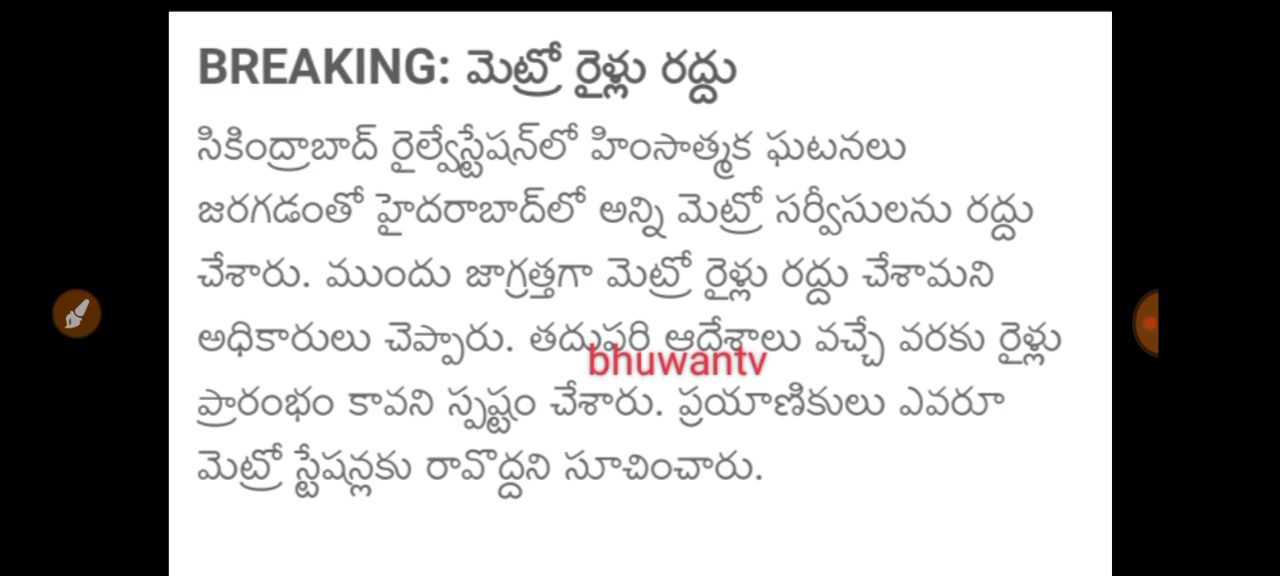 BREAKING: మెట్రో రైళ్లు రద్దు
సికింద్రాబాద్ రైల్వేస్టేషన్‌లో హింసాత్మక ఘటనలు
జరగడంతో హైదరాబాద్‌లో అన్ని మెట్రో సర్వీసులను రద్దు
చేశారు. ముందు జాగ్రత్తగా మెట్రో రైళ్లు రద్దు చేశామని
అధికారులు చెప్పారు. తదుపరి ఆదేశాలు వచ్చే వరకు రైళ్లు
bhuwantv
ప్రారంభం కావని స్పష్టం చేశారు. ప్రయాణికులు ఎవరూ
మెట్రో స్టేషన్లకు రావొద్దని సూచించారు.